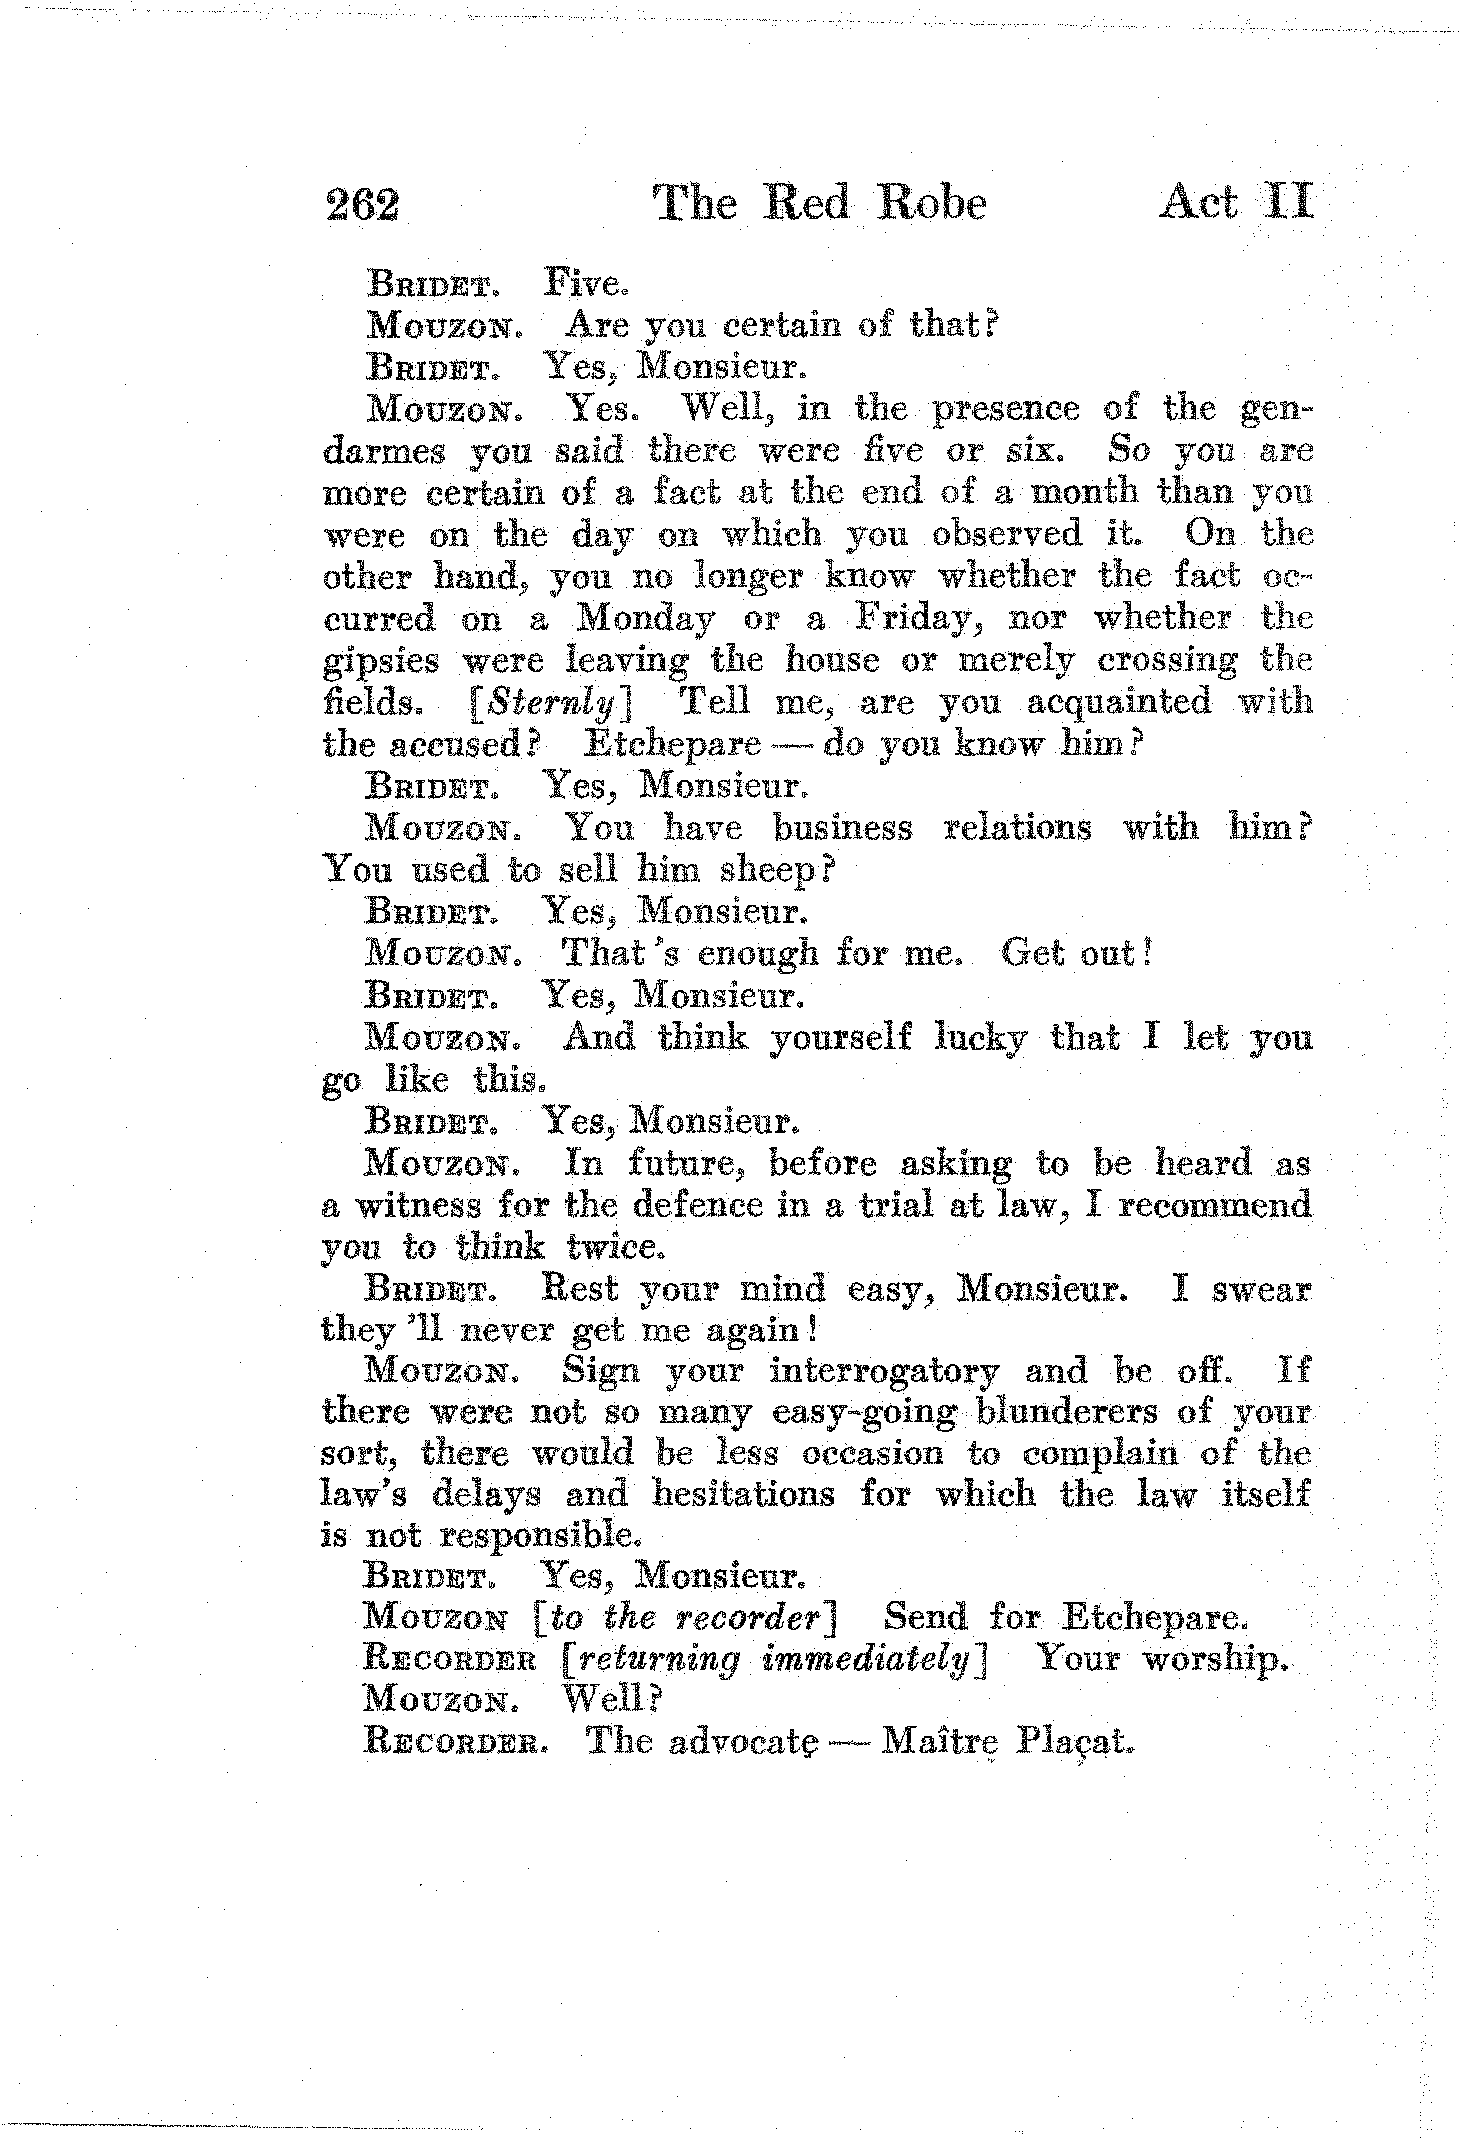 262 The Red Robe Act II
BRIDET. Five.
MOUZON. Are you certain of that?
BRIDET. Yes, Monsieur.
MOUZON. Yes. Well, in the presence of the gen-
darmes you said there were five or six. So you are
more certain of a fact at the end of a month than you
were on the day on which you observed it. On the
other hand, you no longer know whether the fact oc-
curred on a Monday or a Friday, nor whether the
gipsies were leaving the house or merely crossing the
fields. [Sternly] Tell me, are you acquainted with
the accused? Etchepare — do you know him?
BRIDET. Yes, Monsieur.
MOUZON. You have business relations with him?
You used to sell him sheep?
BRIDET. Yes, Monsieur.
MOUZON. That's enough for me. Get out!
BRIDET. Yes, Monsieur.
MOUZON. And think yourself lucky that I let you
go like this.
BRIDET. Yes, Monsieur.
MOUZON. In future, before asking to be heard as
a witness for the defence in a trial at law, I recommend
you to think twice.
BRIDET. Rest your mind easy, Monsieur. I swear
they'll never get me again!
MOUZON. Sign your interrogatory and be off. If
there were not so many easy-going blunderers of your
sort, there would be less occasion to complain of the
law's delays and hesitations for which the law itself
is not responsible.
BRIDET. Yes, Monsieur.
MOUZON [to the recorder] Send for Etchepare.
RECORDER [returning immediately] Your worship.
MOUZON. Well?
RECORDER. The advocate — Maître Plaçat.